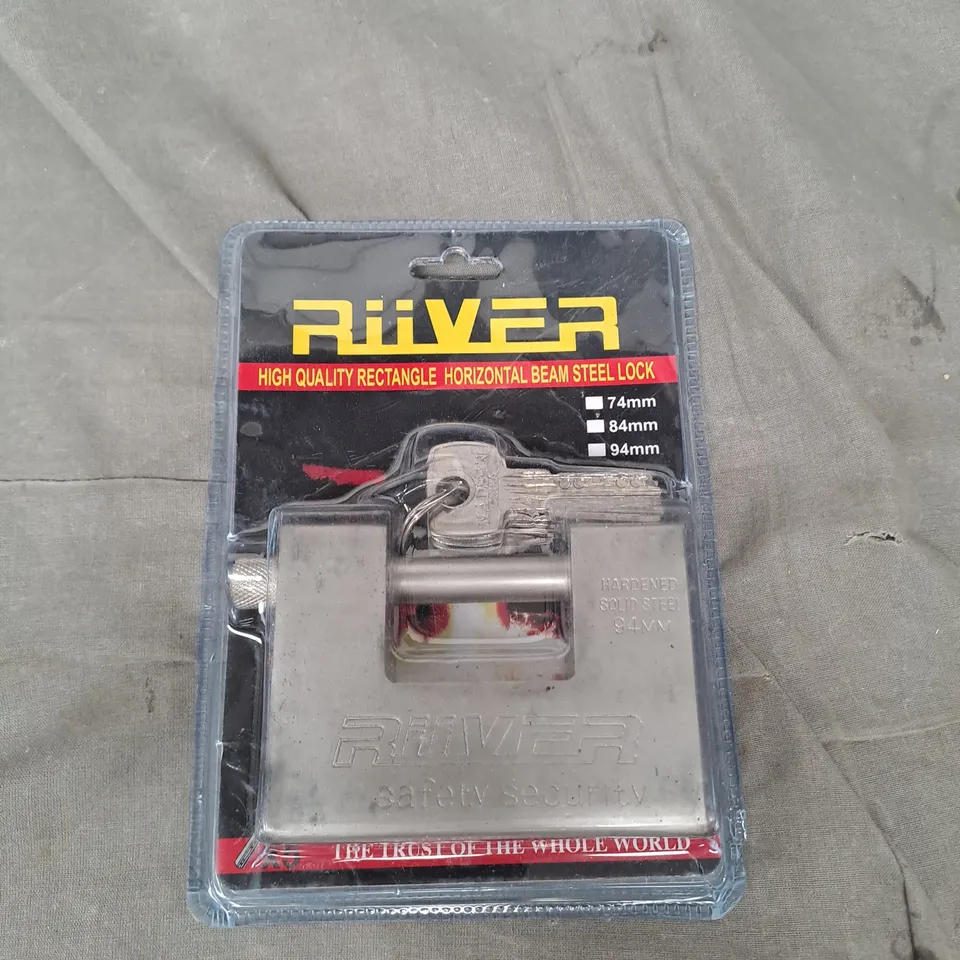 RiiVER
HIGH QUALITY RECTANGLE HORIZONTAL BEAM STEEL LOCK
74mm
84mm
94mm
HARDENED
SOLID STEEL
94MM
RiiVER
safety security
THE TRUST OF THE WHOLE WORLD